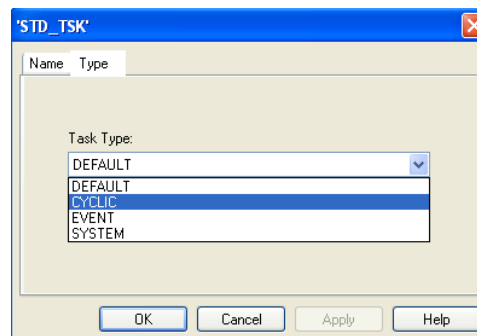 'STD_TSK'
Name Type
Task Type:
DEFAULT
DEFAULT
CYCLIC
EVENT
SYSTEM
OK Cancel Apply Help